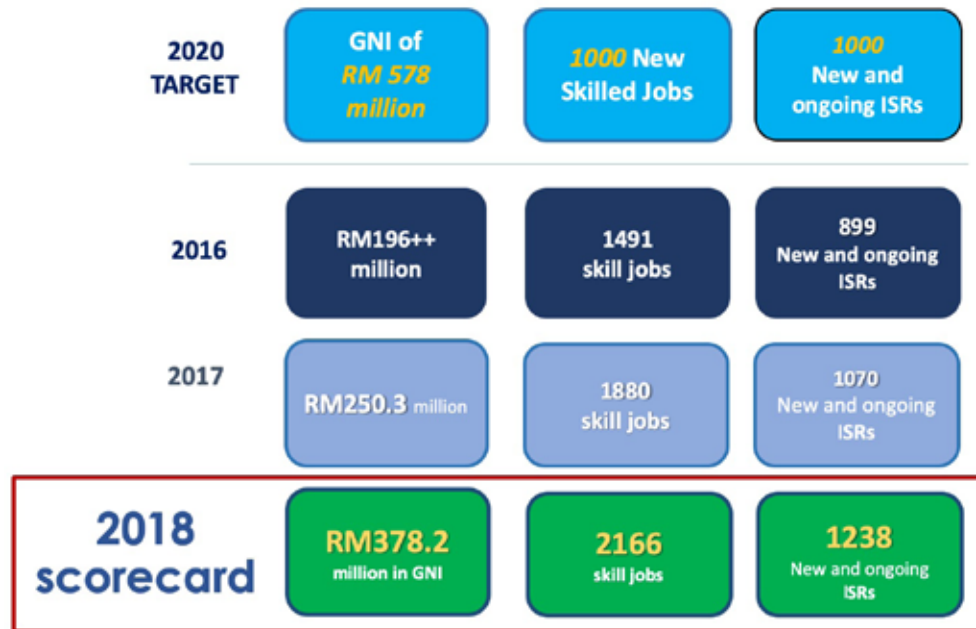 2020
TARGET
GNI of
RM 578
million
1000 New
Skilled Jobs
1000
New and
ongoing ISRs
2016
RM196++
million
1491
skill jobs
899
New and ongoing
ISRs
2017
RM250.3 million
1880
skill jobs
1070
New and ongoing
ISRs
2018
scorecard
RM378.2
million in GNI
2166
skill jobs
1238
New and ongoing
ISRs